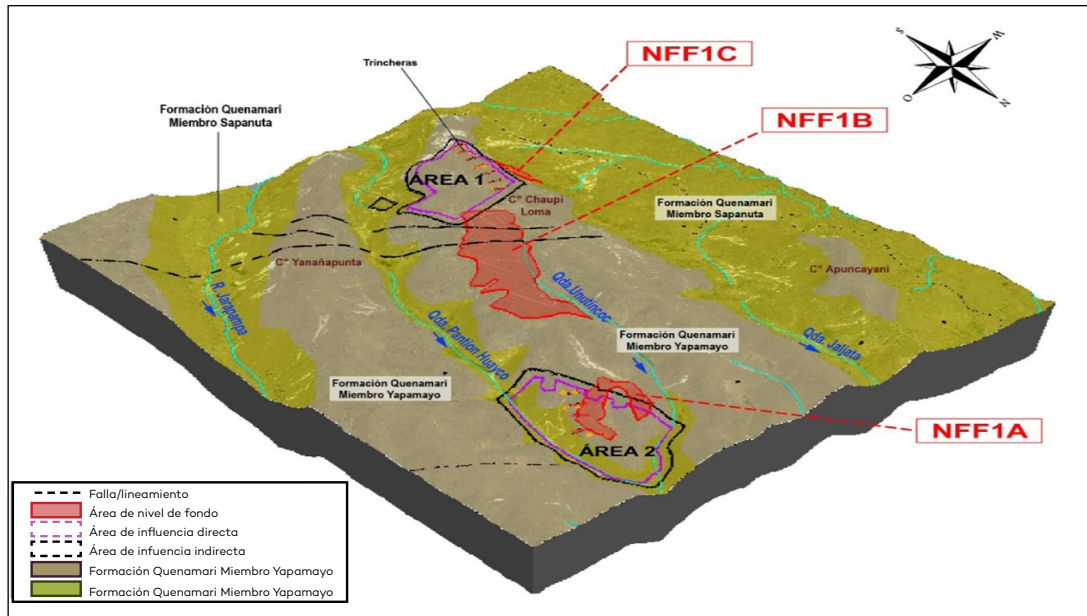 NFF1C
Trincheras
NFF1B
S
W
O
N
Formación Quenamari
Miembro Sapanuta
ÁREA 1
C° Chaupi
Loma
Formación Quenamari
Miembro Sapanuta
C° Yanañapunta
C° Apuncayani
R. Jarapampa
Qda. Unutincoc
Qda. Pantion Huayco
Formación Quenamari
Miembro Yapamayo
Qda. Jaljata
Formación Quenamari
Miembro Yapamayo
NFF1A
ÁREA 2
Falla/lineamiento
Área de nivel de fondo
Área de influencia directa
Área de infuencia indirecta
Formación Quenamari Miembro Yapamayo
Formación Quenamari Miembro Yapamayo